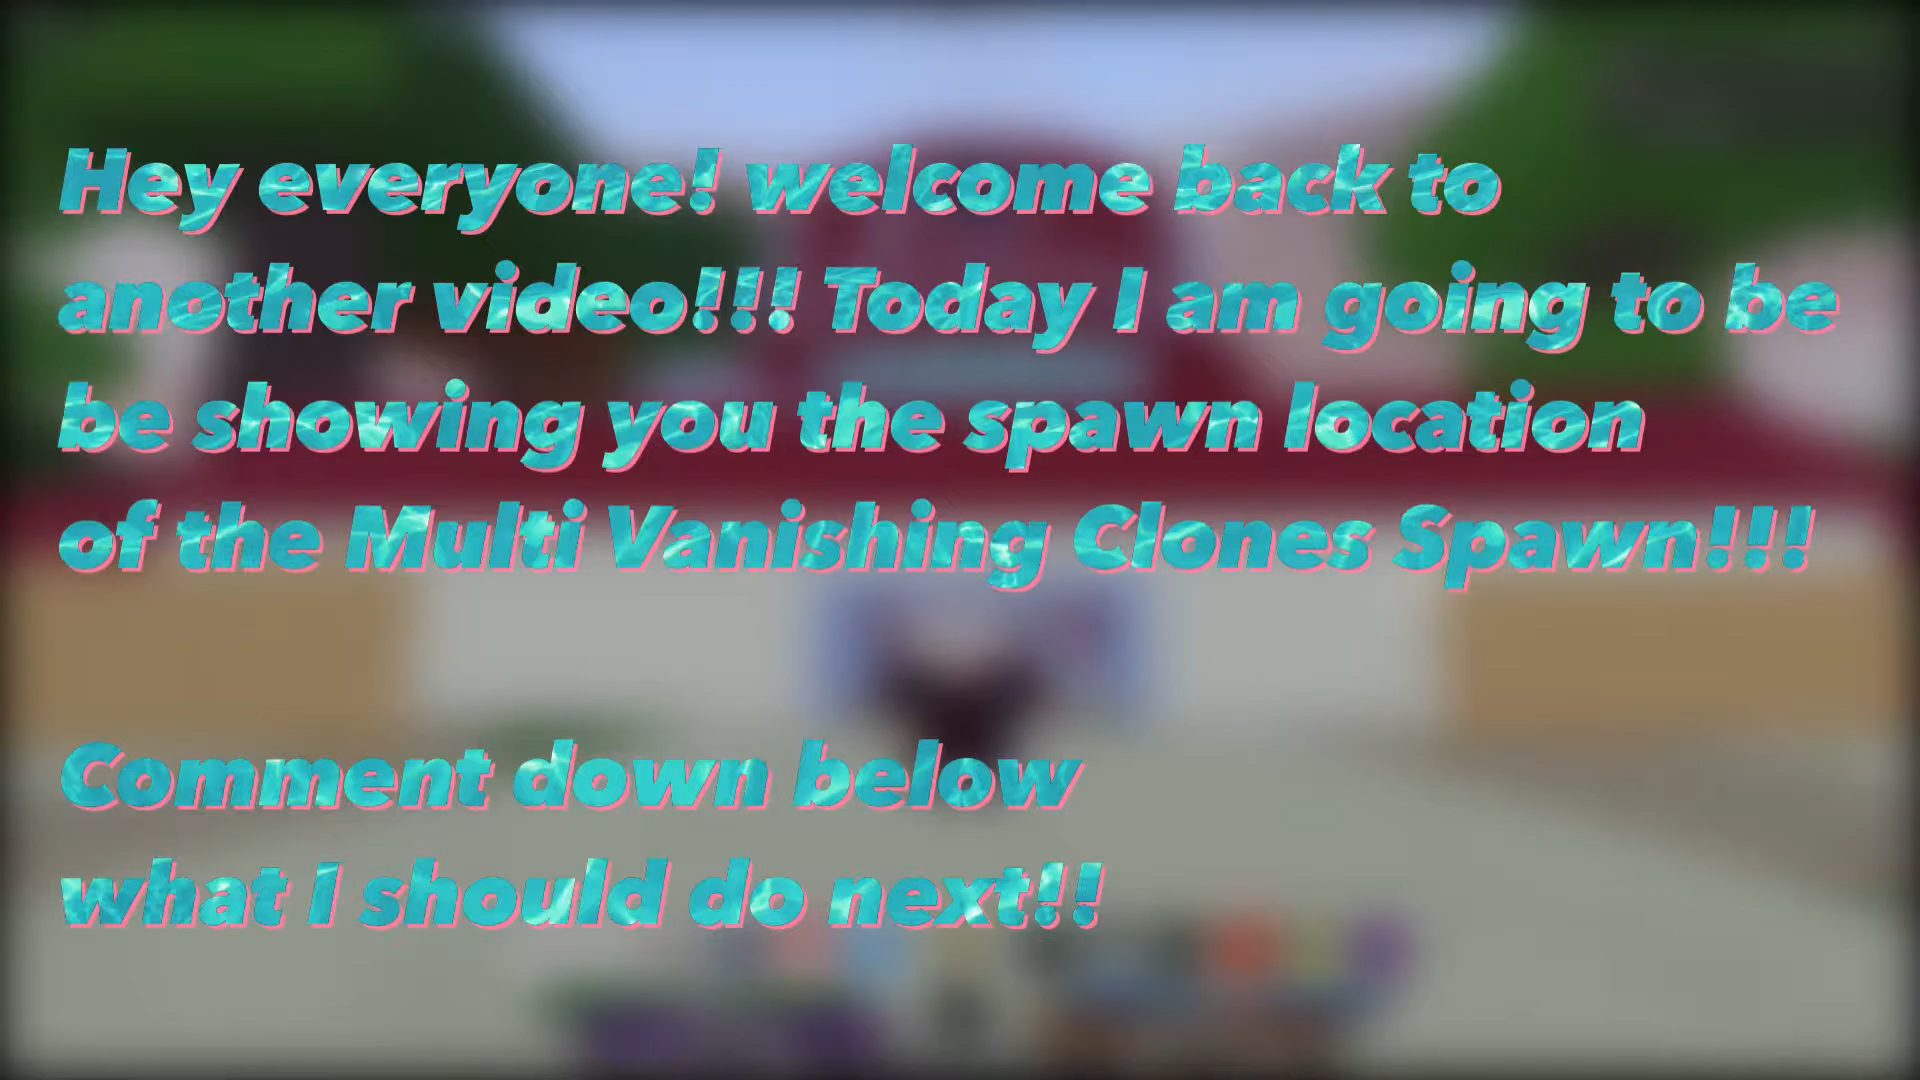 Hey everyone! welcome back to
another video!!! Today I am going to be
be showing you the spawn location
of the Multi Vanishing Clones Spawn!!!
Comment down below
what I should do next!!